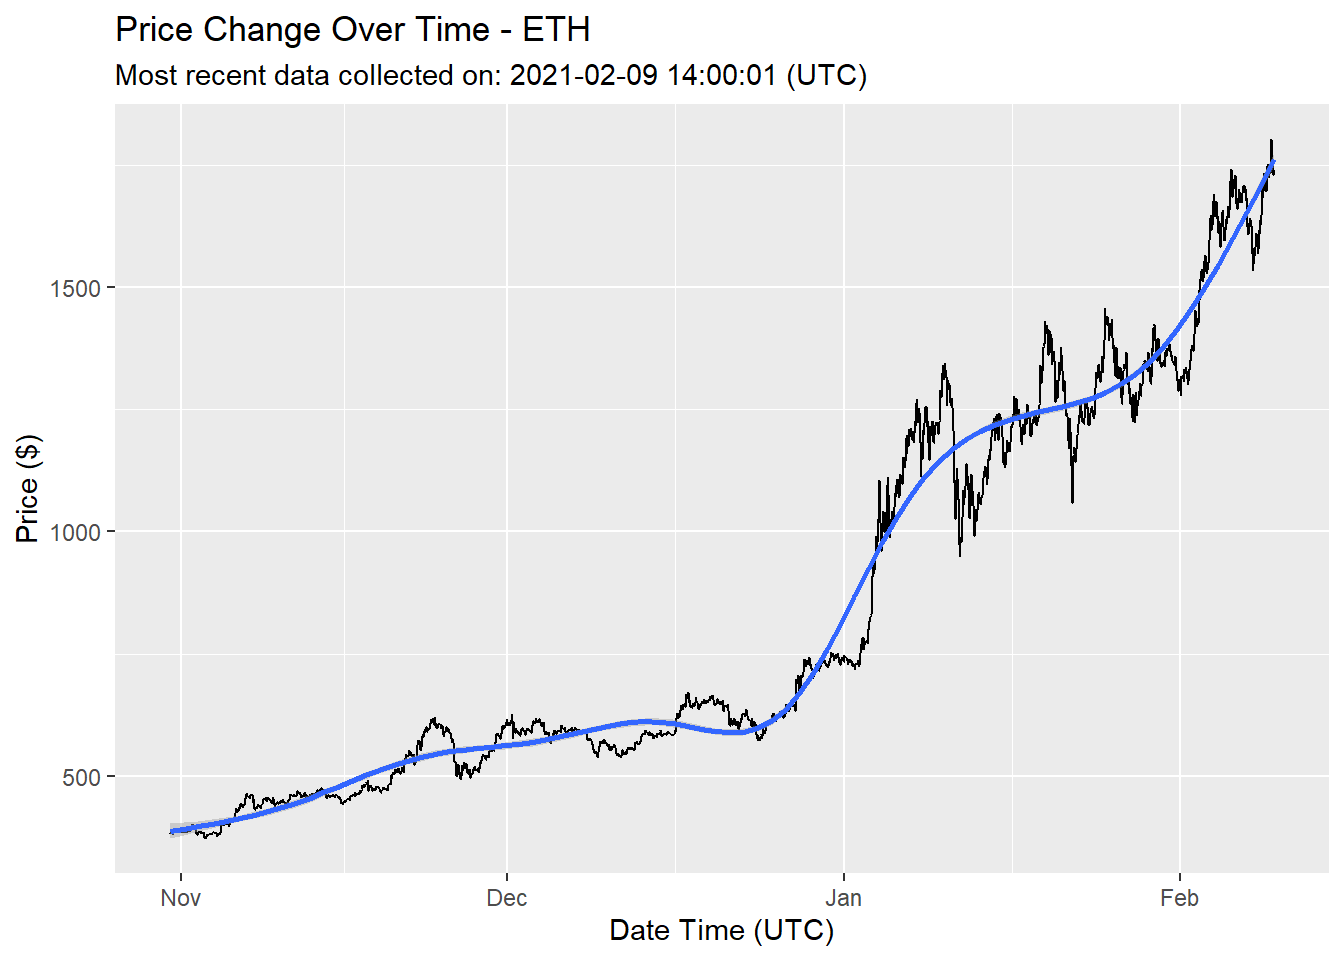 Price Change Over Time - ETH
Most recent data collected on: 2021-02-09 14:00:01 (UTC)
Price ($)
1500
1000
500
Nov Dec Jan Feb
Date Time (UTC)